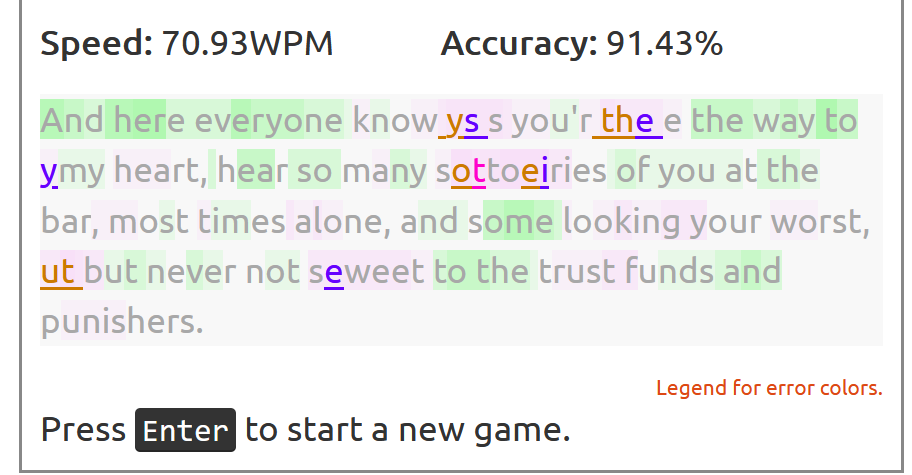 Speed: 70.93WPM Accuracy: 91.43%
And here everyone know ys s you'r the e the way to
ymy heart, hear so many sottoeiries of you at the
bar, most times alone, and some looking your worst,
ut but never not seweet to the trust funds and
punishers.
Legend for error colors.
Press Enter to start a new game.